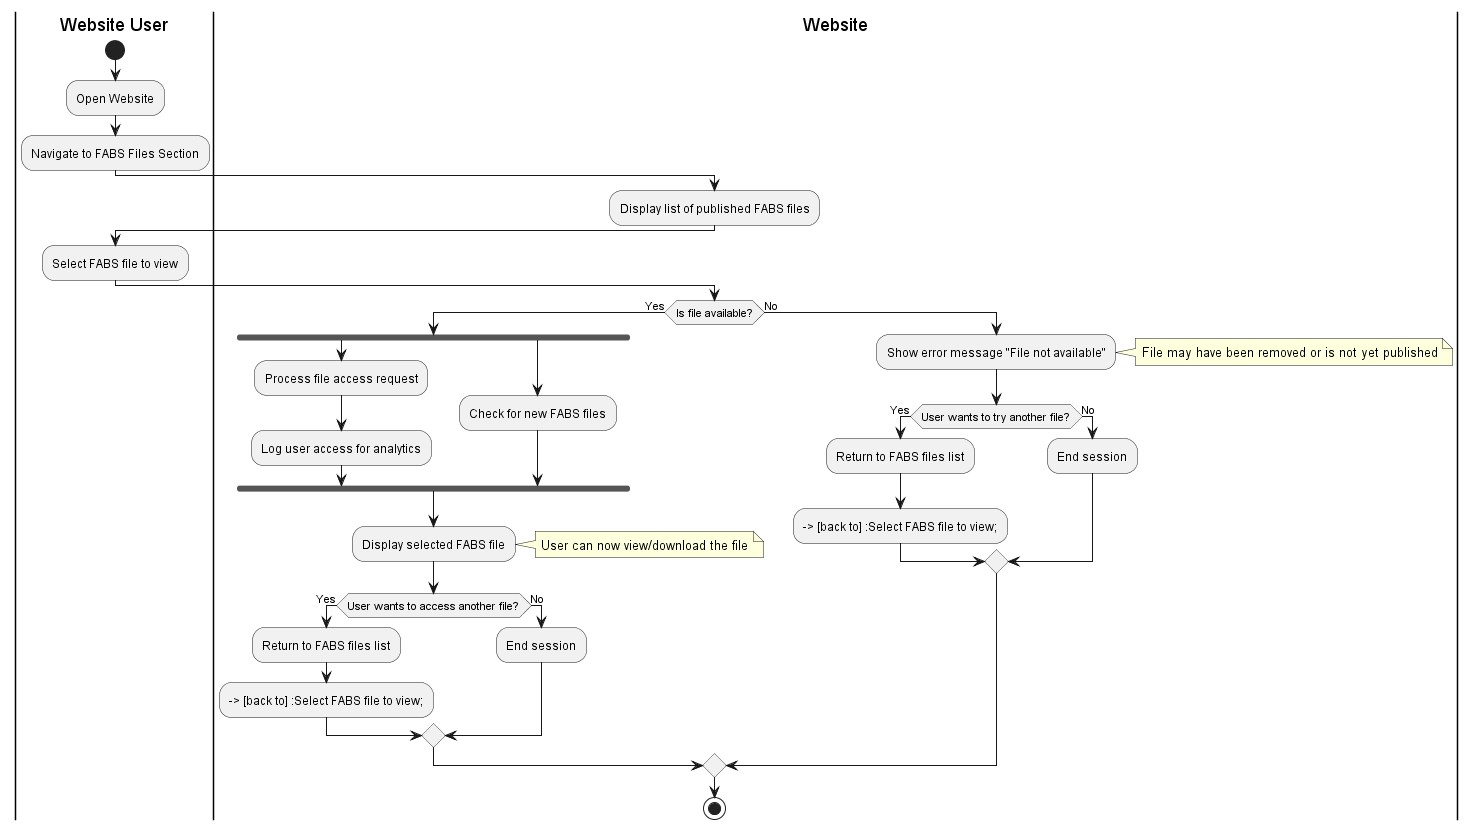 Website User
Website
Open Website
Navigate to FABS Files Section
Display list of published FABS files
Select FABS file to view
Is file available?
Yes
No
Process file access request
Log user access for analytics
Check for new FABS files
Display selected FABS file
User can now view/download the file
User wants to access another file?
Yes
No
Return to FABS files list
-> [back to] :Select FABS file to view;
End session
Show error message "File not available"
File may have been removed or is not yet published
User wants to try another file?
Yes
No
Return to FABS files list
-> [back to] :Select FABS file to view;
End session